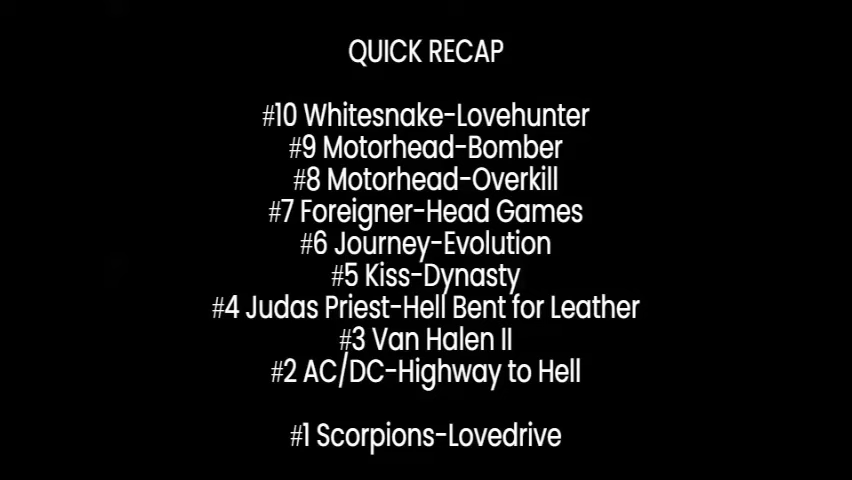 QUICK RECAP
#10 Whitesnake-Lovehunter
#9 Motorhead-Bomber
#8 Motorhead-Overkill
#7 Foreigner-Head Games
#6 Journey-Evolution
#5 Kiss-Dynasty
#4 Judas Priest-Hell Bent for Leather
#3 Van Halen II
#2 AC/DC-Highway to Hell
#1 Scorpions-Lovedrive